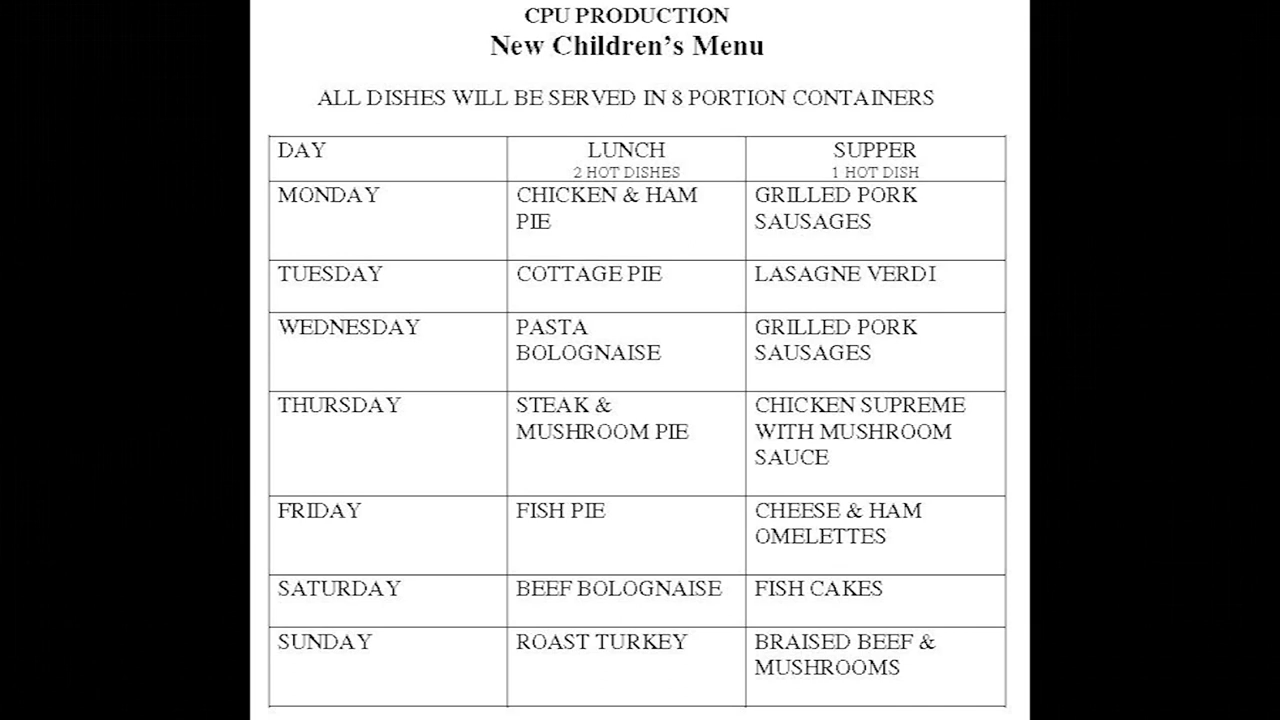 CPU PRODUCTION
New Children's Menu
ALL DISHES WILL BE SERVED IN 8 PORTION CONTAINERS
DAY LUNCH SUPPER
2 HOT DISHES 1 HOT DISH
MONDAY CHICKEN & HAM GRILLED PORK
PIE SAUSAGES
TUESDAY COTTAGE PIE LASAGNE VERDI
WEDNESDAY PASTA GRILLED PORK
BOLOGNAISE SAUSAGES
THURSDAY STEAK & CHICKEN SUPREME
MUSHROOM PIE WITH MUSHROOM
SAUCE
FRIDAY FISH PIE CHEESE & HAM
OMELETTES
SATURDAY BEEF BOLOGNAISE FISH CAKES
SUNDAY ROAST TURKEY BRAISED BEEF &
MUSHROOMS